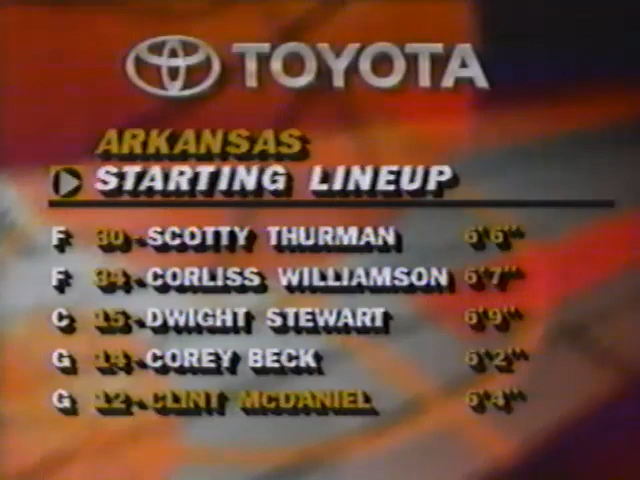 TOYOTA
ARKANSAS
STARTING LINEUP
F 30-SCOTTY THURMAN 6'6"
F 34-CORLISS WILLIAMSON 6'7"
C 15-DWIGHT STEWART 6'9"
G 14-COREY BECK 6'2"
G 12-CLINT MCDANIEL 6'4"